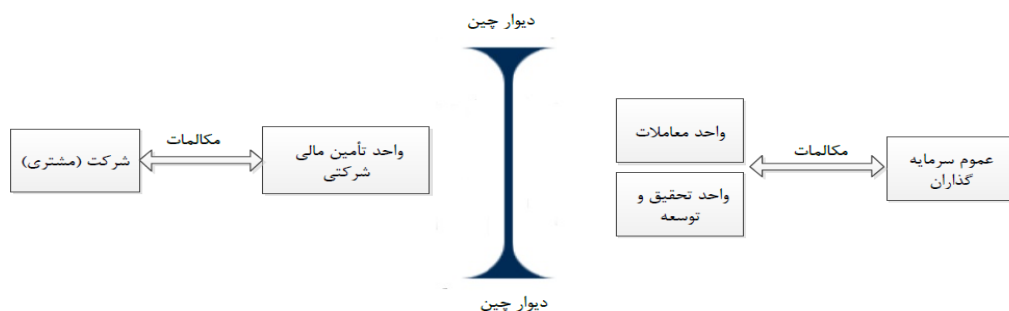 دیوار چین
واحد معاملات
مکالمات
عموم سرمایه
گذاران
واحد تحقیق و
توسعه
مکالمات
واحد تأمین مالی
شرکتی
شرکت (مشتری)
دیوار چین